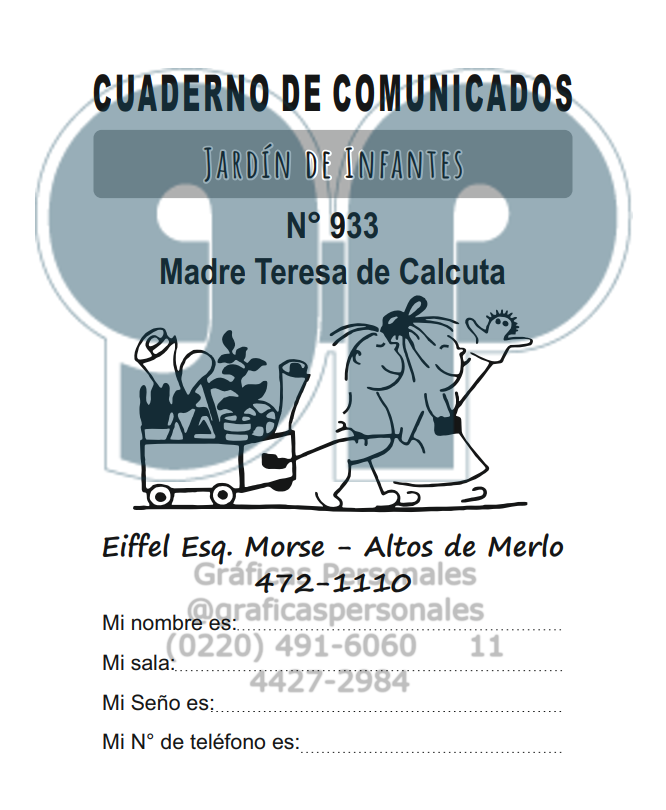 CUADERNO DE COMUNICADOS
JARDÍN DE INFANTES
N° 933
Madre Teresa de Calcuta
Eiffel Esq. Morse - Altos de Merlo
Gráficas Personales
472-1110
@graficaspersonales
Mi nombre es:
(0220) 491-6060 11
Mi sala:
4427-2984
Mi Seño es:
Mi N° de teléfono es: